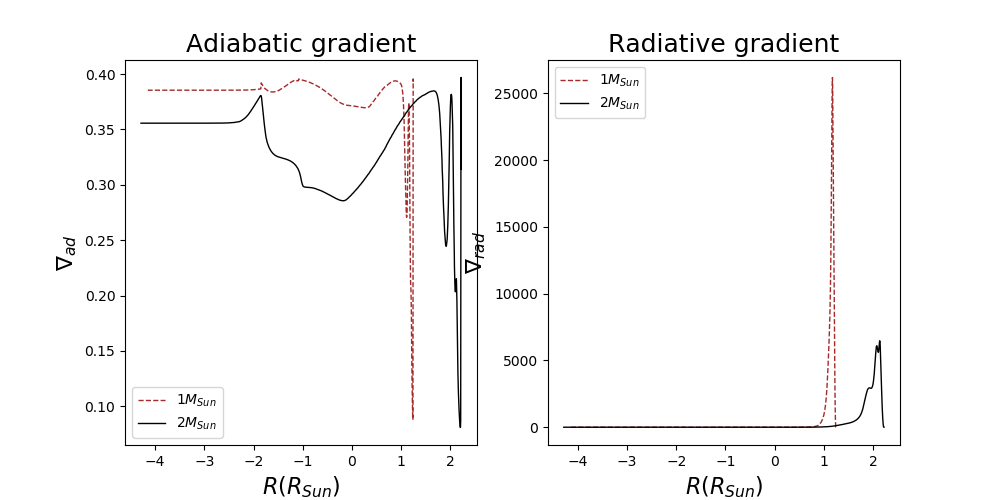 Adiabatic gradient
0.40
0.35
0.30
0.25
0.20
0.15
0.10
∇ad
1MSun
2MSun
−4 −3 −2 −1 0 1 2
R(RSun)
Radiative gradient
1MSun
2MSun
25000
20000
15000
10000
5000
0
∇rad
−4 −3 −2 −1 0 1 2
R(RSun)